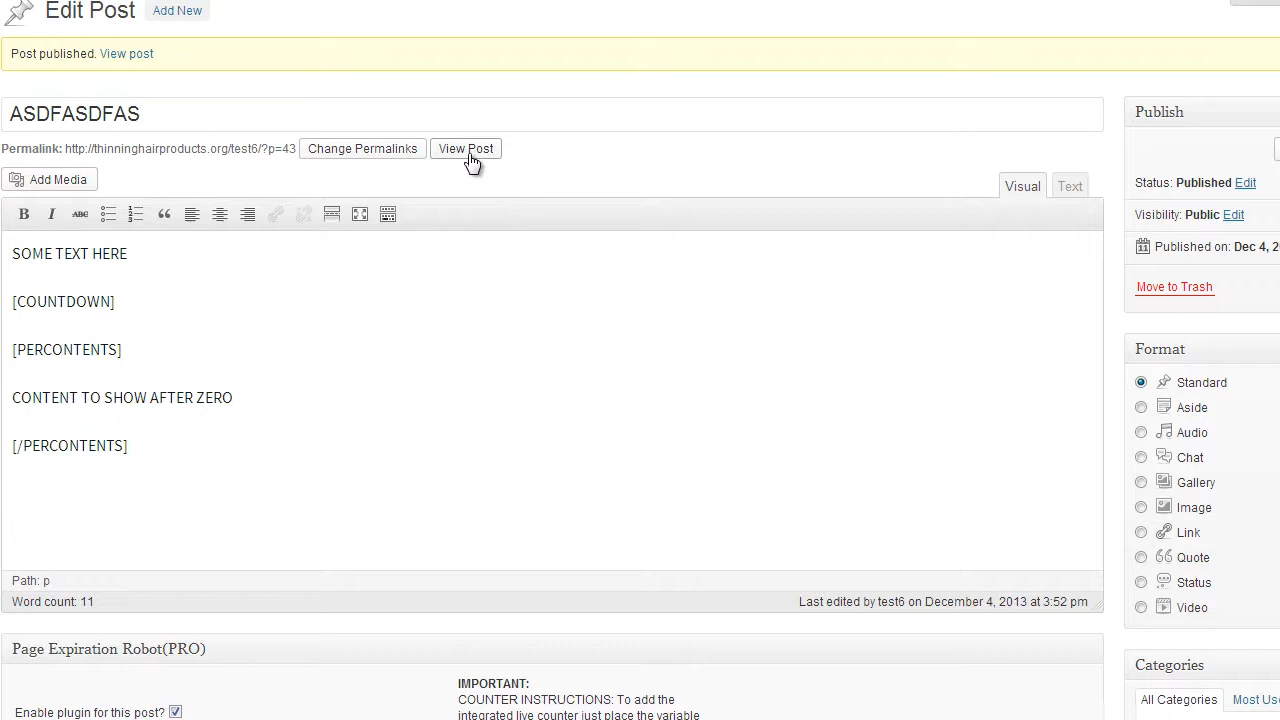 Edit Post Add New
Post published. View post
ASDFASDFAS
Permalink: http://thinninghairproducts.org/test6/?p=43 Change Permalinks View Post
Add Media
Visual Text
B I ABC
SOME TEXT HERE
[COUNTDOWN]
[PERCONTENTS]
CONTENT TO SHOW AFTER ZERO
[/PERCONTENTS]
Path: p
Word count: 11 Last edited by test6 on December 4, 2013 at 3:52 pm
Page Expiration Robot(PRO)
Enable plugin for this post?
IMPORTANT:
COUNTER INSTRUCTIONS: To add the
integrated live counter just place the variable
Publish
Status: Published Edit
Visibility: Public Edit
11 Published on: Dec 4, 2
Move to Trash
Format
Standard
Aside
Audio
Chat
Gallery
Image
Link
Quote
Status
Video
Categories
All Categories Most Us